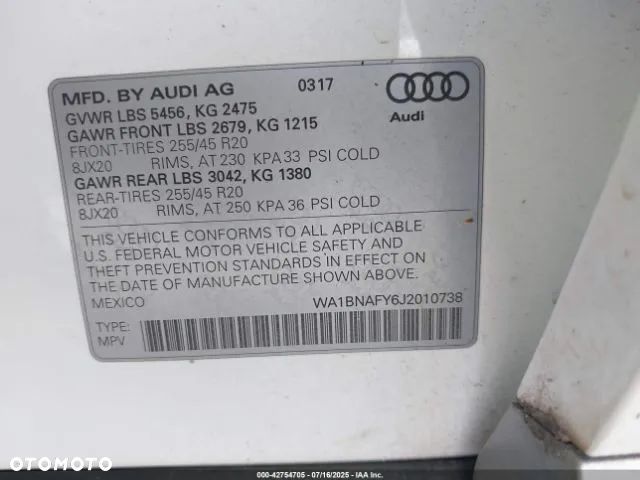 MFD. BY AUDI AG 0317
GVWR LBS 5456, KG 2475
GAWR FRONT LBS 2679, KG 1215
FRONT-TIRES 255/45 R20
8JX20 RIMS, AT 230 KPA 33 PSI COLD
GAWR REAR LBS 3042, KG 1380
REAR-TIRES 255/45 R20
8JX20 RIMS, AT 250 KPA 36 PSI COLD
Audi
THIS VEHICLE CONFORMS TO ALL APPLICABLE
U.S. FEDERAL MOTOR VEHICLE SAFETY AND
THEFT PREVENTION STANDARDS IN EFFECT ON
THE DATE OF MANUFACTURE SHOWN ABOVE.
MEXICO WA1BNAFY6J2010738
TYPE:
MPV
OTOMOTO
000-42754705 - 07/16/2025 - IAA Inc.